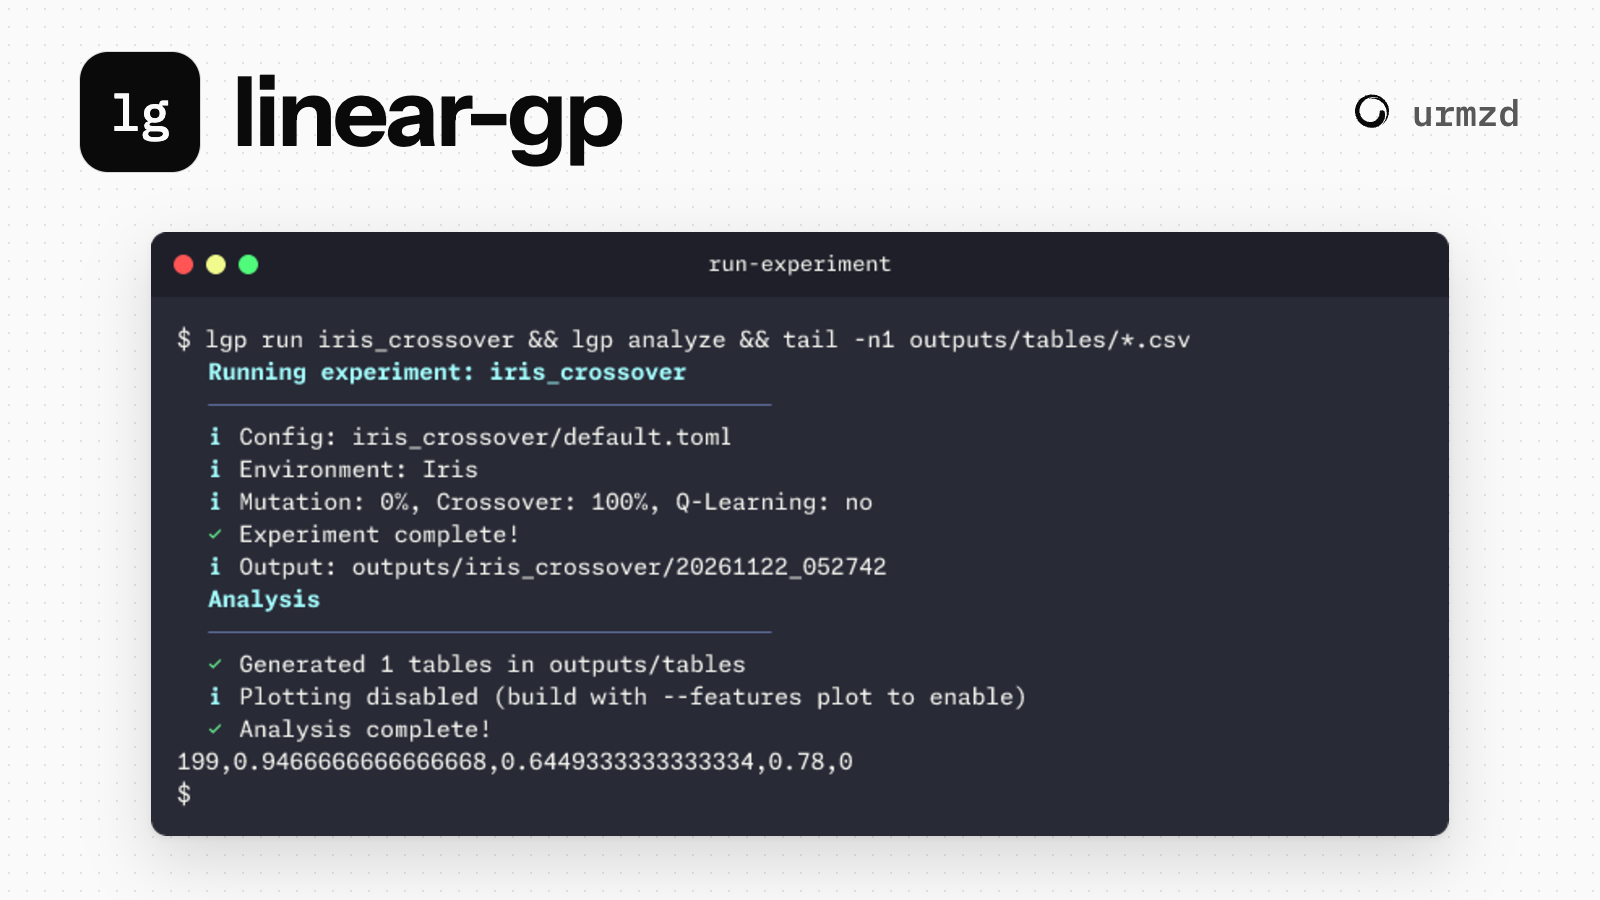 lg linear-gp urmzd
run-experiment
$ lgp run iris_crossover && lgp analyze && tail -n1 outputs/tables/*.csv
Running experiment: iris_crossover
i Config: iris_crossover/default.toml
i Environment: Iris
i Mutation: 0%, Crossover: 100%, Q-Learning: no
✓ Experiment complete!
i Output: outputs/iris_crossover/20261122_052742
Analysis
✓ Generated 1 tables in outputs/tables
i Plotting disabled (build with --features plot to enable)
✓ Analysis complete!
199,0.9466666666666668,0.6449333333333334,0.78,0
$